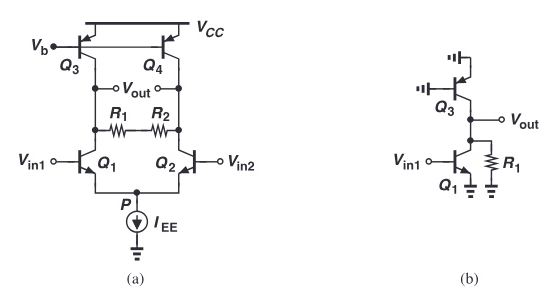 V_CC
V_b
Q_3
Q_4
V_out
R_1
R_2
V_in1
Q_1
Q_2
V_in2
P
I_EE
(a)
Q_3
V_out
V_in1
Q_1
R_1
(b)